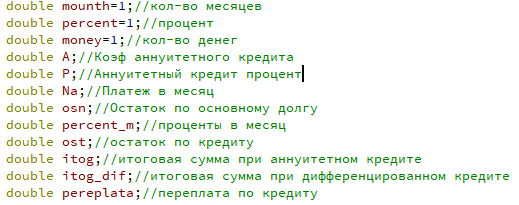 double mounth=1;//кол-во месяцев
double percent=1;//процент
double money=1;//кол-во денег
double A;//Коэф аннуитетного кредита
double P;//Аннуитетный кредит процент
double Na;//Платеж в месяц
double osn;//Остаток по основному долгу
double percent_m;//проценты в месяц
double ost;//остаток по кредиту
double itog;//итоговая сумма при аннуитетном кредите
double itog_dif;//итоговая сумма при дифференцированном кредите
double pereplata;//переплата по кредиту